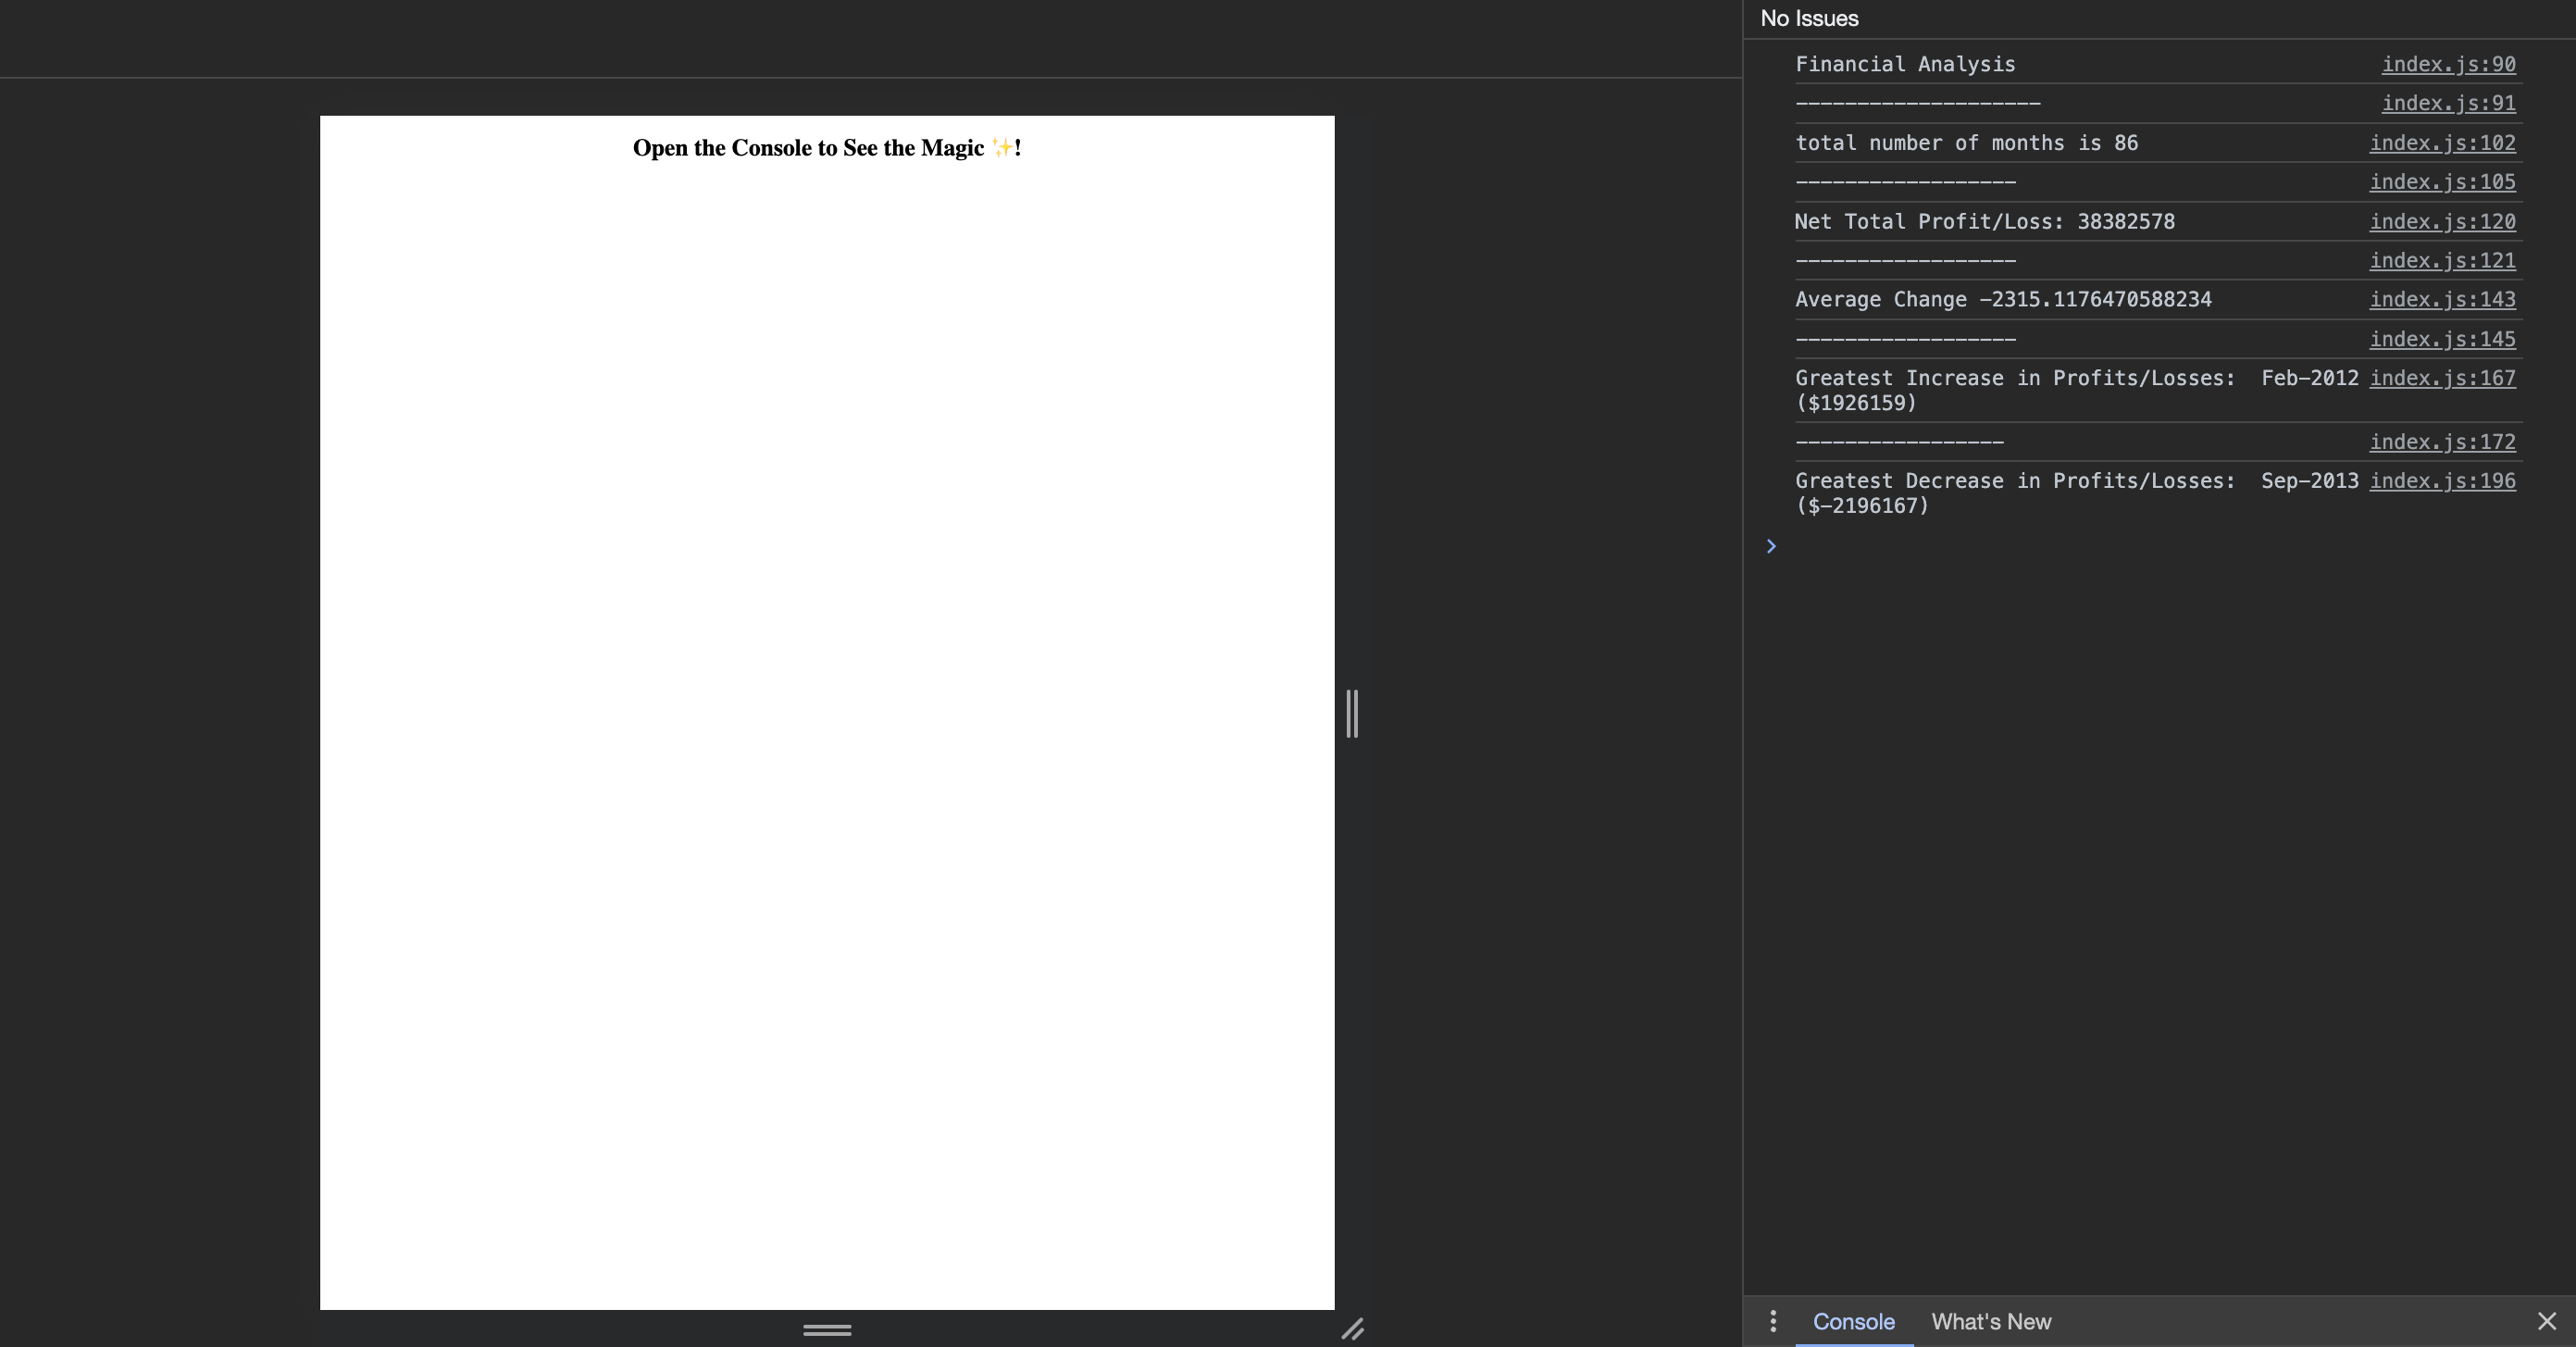 Open the Console to See the Magic ✨!
No Issues
Financial Analysis index.js:90
-------------------- index.js:91
total number of months is 86 index.js:102
------------------ index.js:105
Net Total Profit/Loss: 38382578 index.js:120
------------------ index.js:121
Average Change -2315.1176470588234 index.js:143
------------------ index.js:145
Greatest Increase in Profits/Losses:  Feb-2012 index.js:167
($1926159)
----------------- index.js:172
Greatest Decrease in Profits/Losses:  Sep-2013 index.js:196
($-2196167)
Console What's New